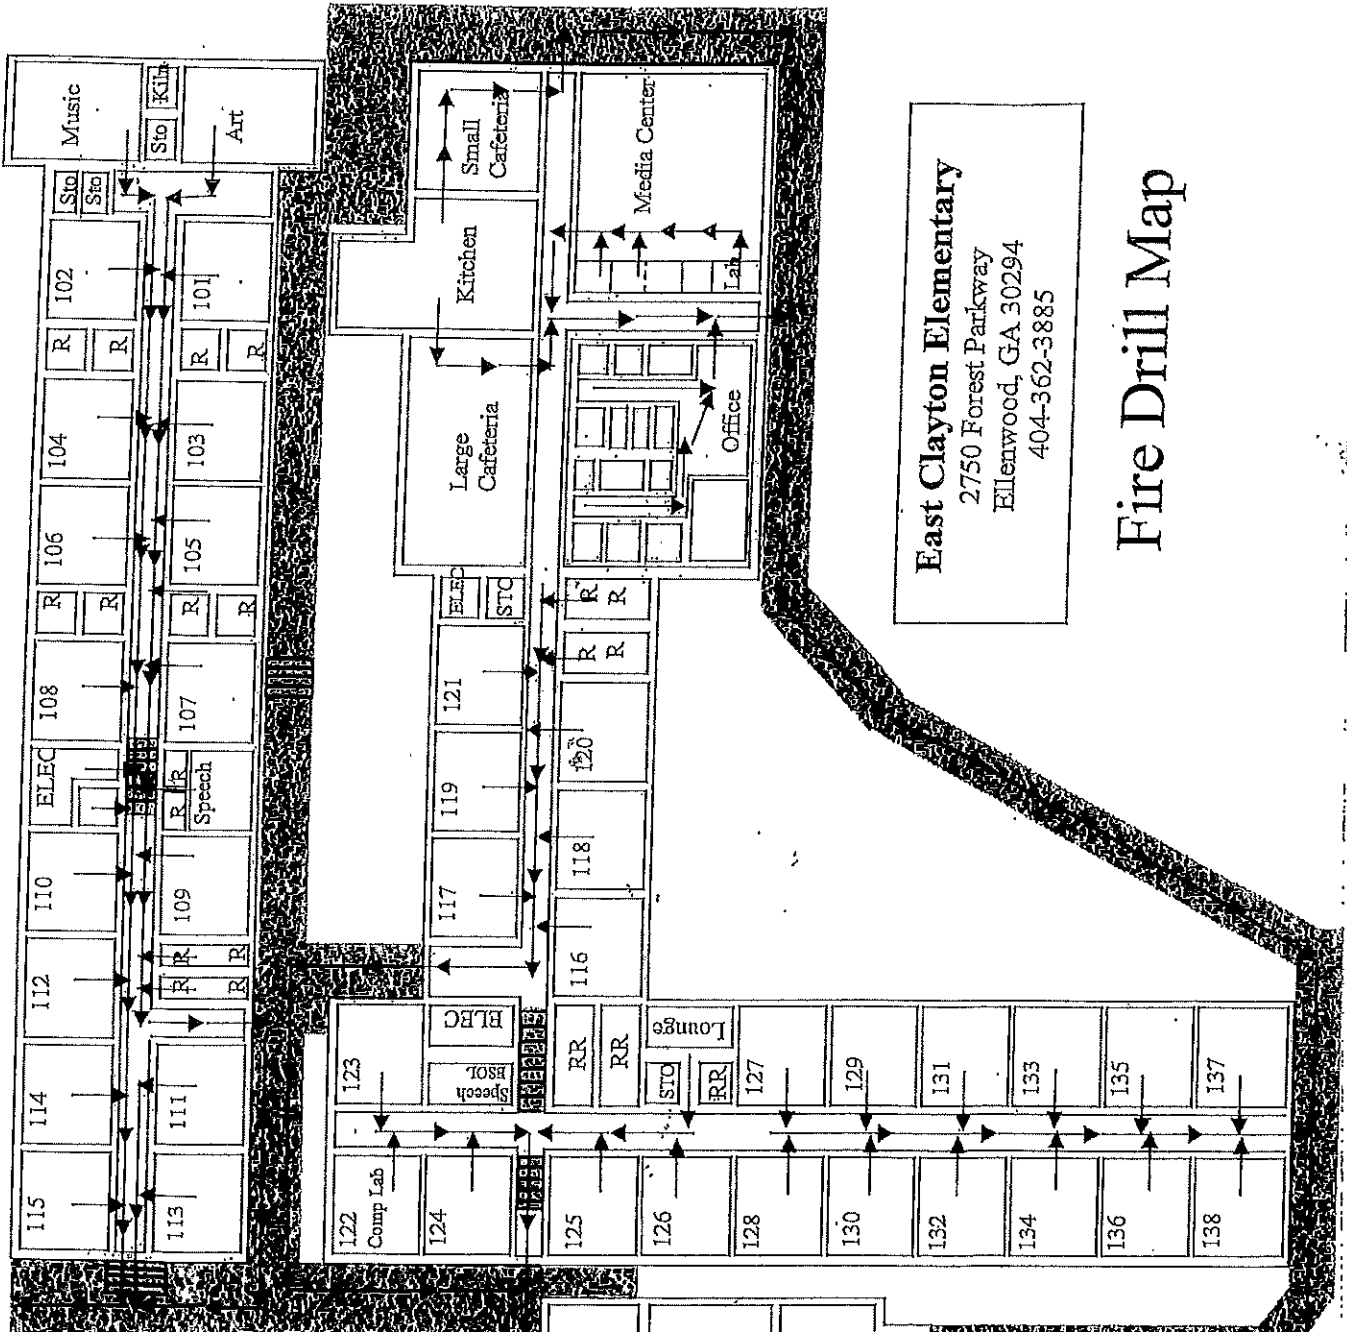 Fire Drill Map
East Clayton Elementary
2750 Forest Parkway
Ellenwood, GA 30294
404-362-3885
115
114
112
110
ELEC
108
R
R
106
104
R
R
102
Sto
Sto
Music
113
111
R
R
R
R
109
R
R
Speech
107
R
R
105
103
R
R
101
Sto
Kiln
Art
122
Comp Lab
123
124
Speech
ESOL
ELEC
117
119
121
ELEC
STO
Large
Cafeteria
Kitchen
Small
Cafeteria
125
RR
RR
116
118
120
R
R
R
R
Office
Lab
Media Center
126
STO
RR
Lounge
128
127
130
129
132
131
134
133
136
135
138
137